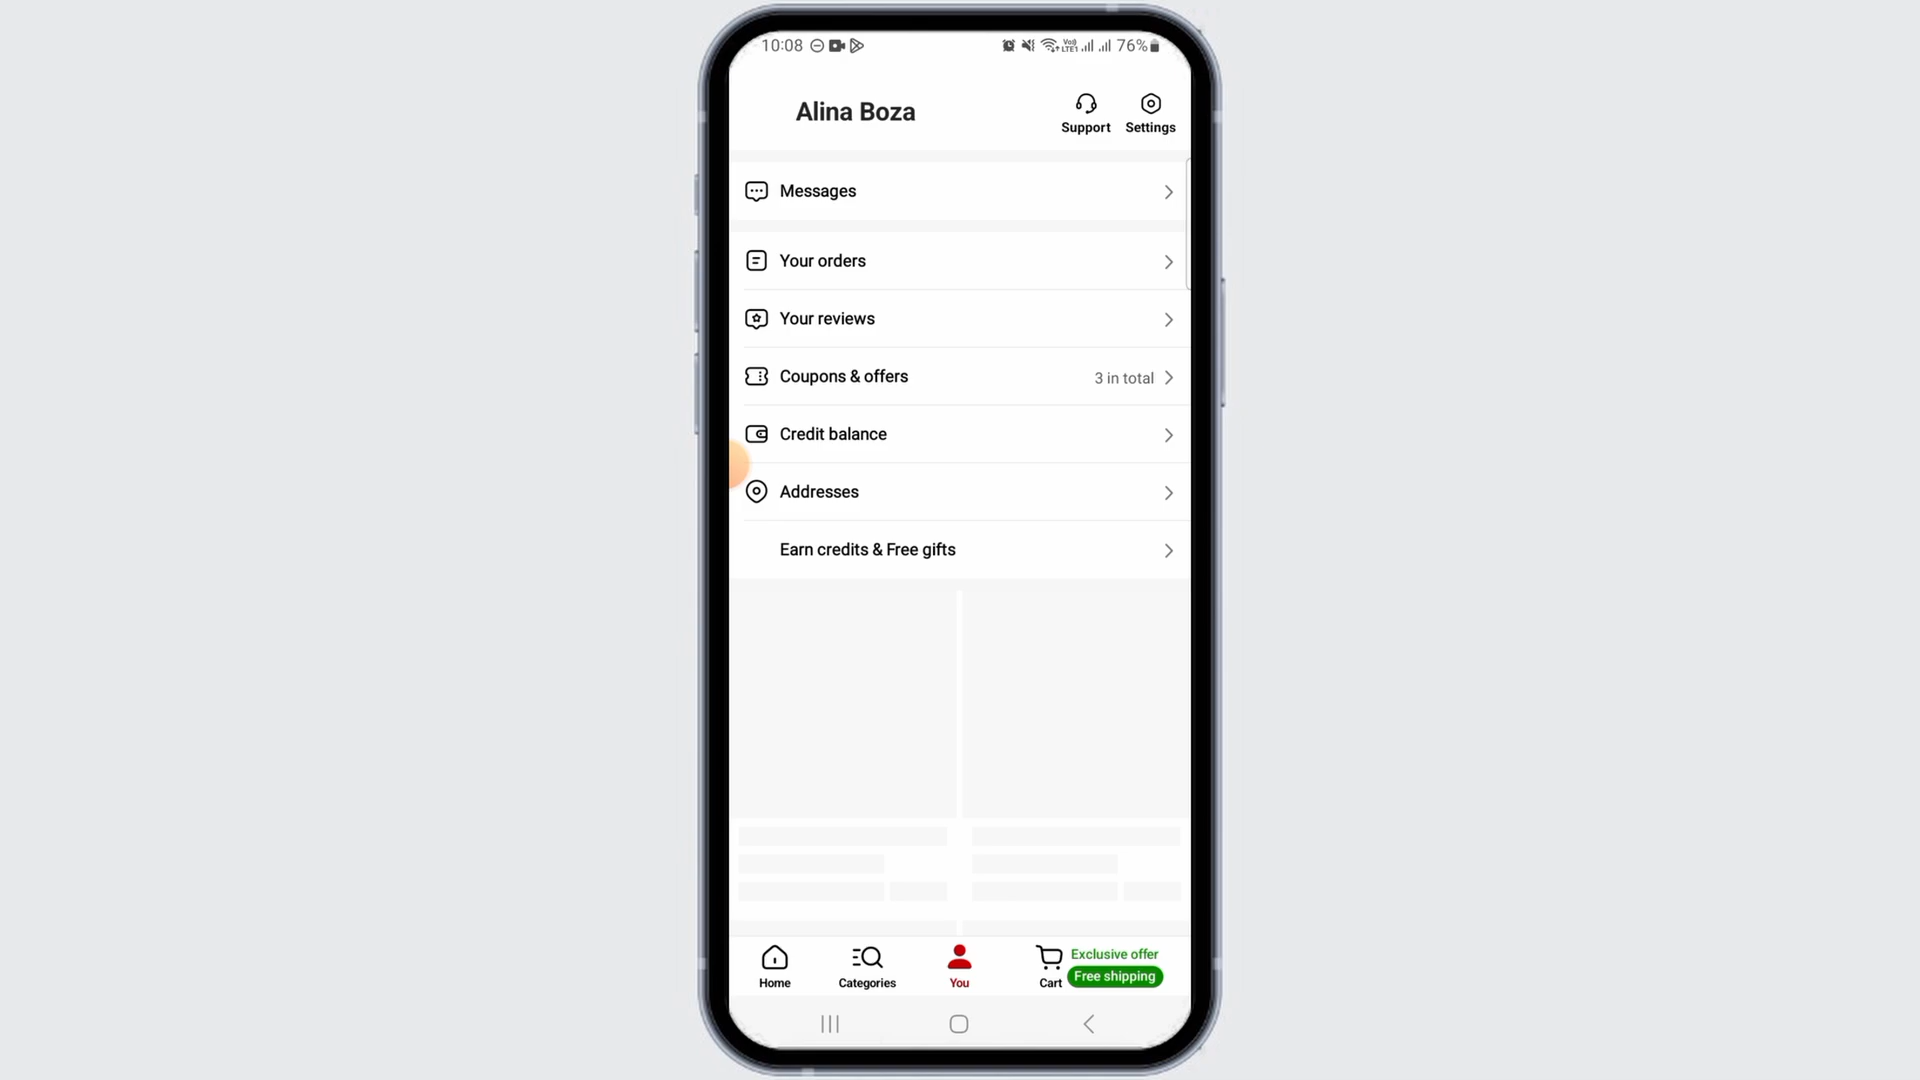 10:08
76%
Alina Boza
Support
Settings
Messages
Your orders
Your reviews
Coupons & offers
3 in total
Credit balance
Addresses
Earn credits & Free gifts
Home
Categories
You
Cart
Exclusive offer
Free shipping